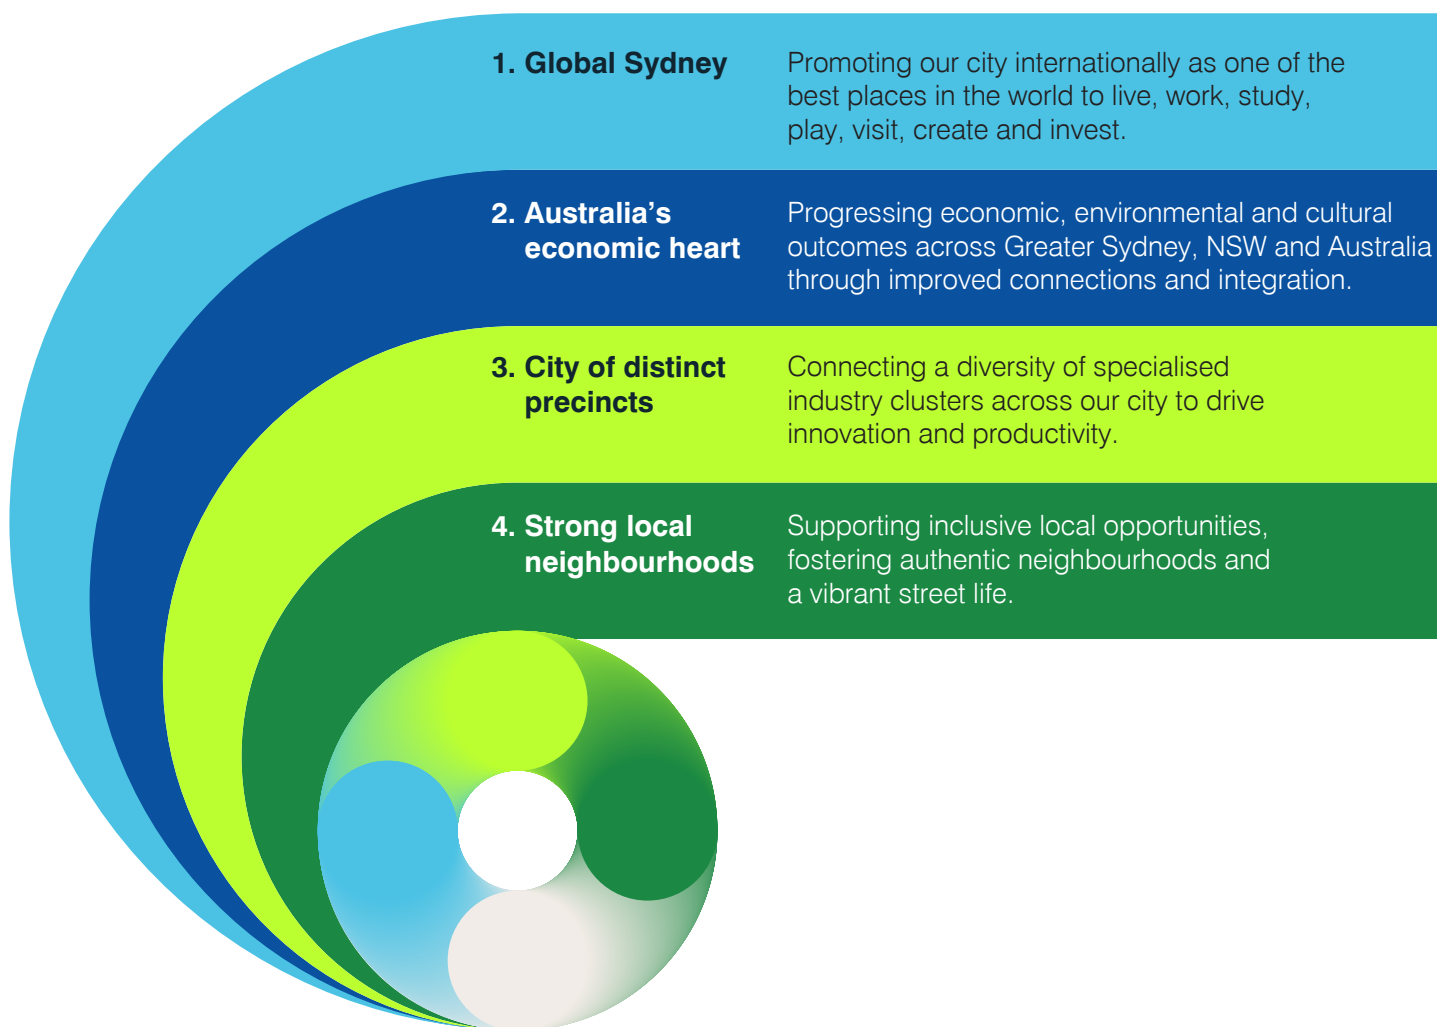 1. Global Sydney
Promoting our city internationally as one of the
best places in the world to live, work, study,
play, visit, create and invest.
2. Australia’s
economic heart
Progressing economic, environmental and cultural
outcomes across Greater Sydney, NSW and Australia
through improved connections and integration.
3. City of distinct
precincts
Connecting a diversity of specialised
industry clusters across our city to drive
innovation and productivity.
4. Strong local
neighbourhoods
Supporting inclusive local opportunities,
fostering authentic neighbourhoods and
a vibrant street life.